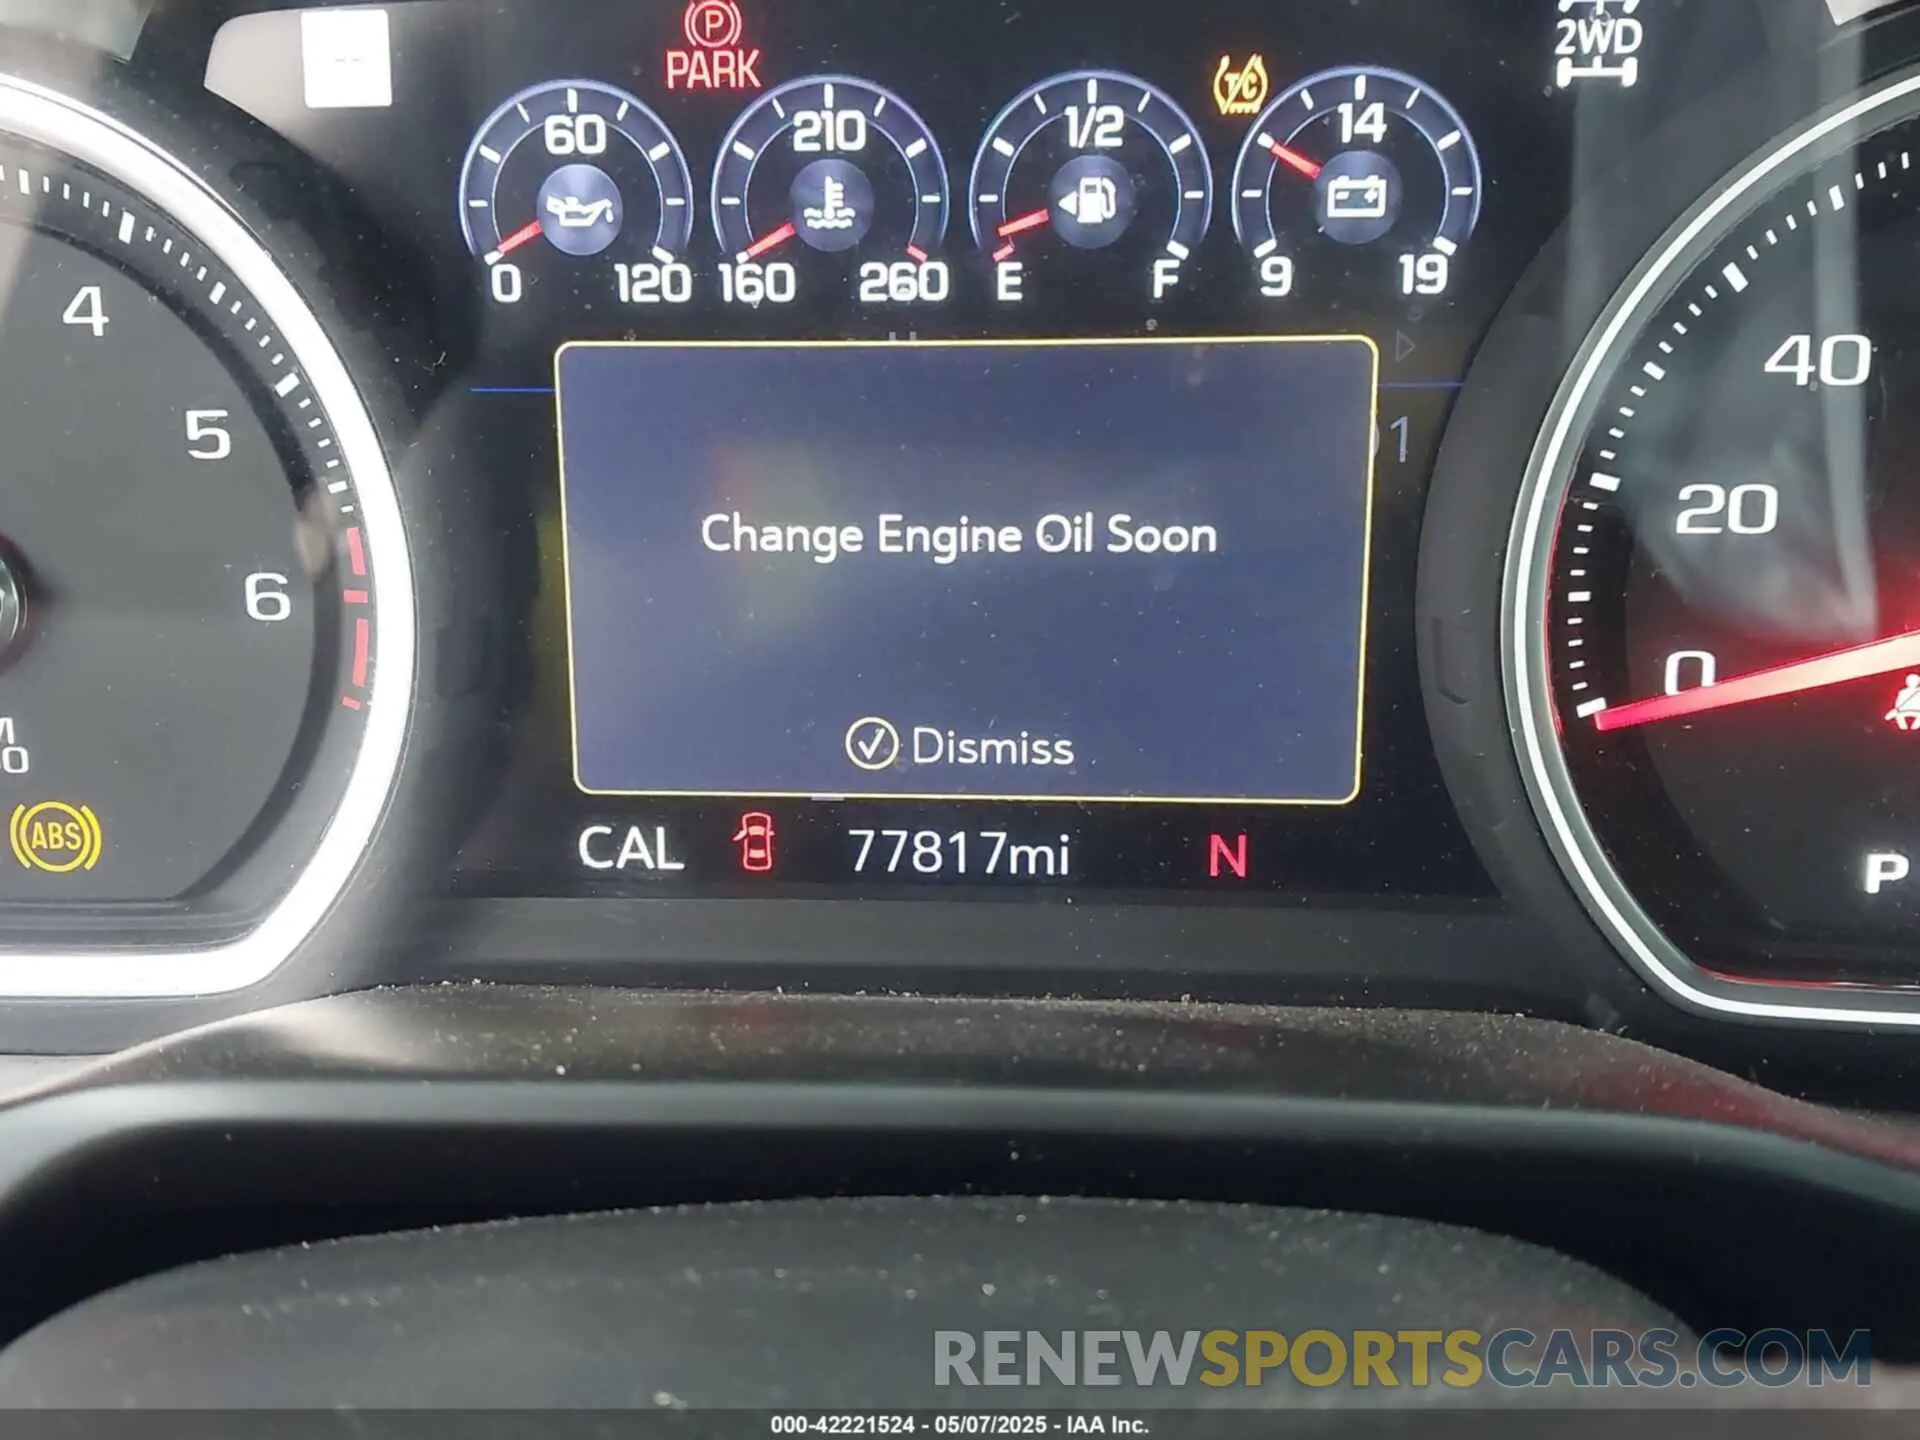 PARK
2WD
T/C
60
0
120
210
160
260
1/2
E
F
14
9
19
4
5
6
40
20
0
Change Engine Oil Soon
Dismiss
ABS
CAL
77817mi
N
P
RENEWSPORTSCARS.COM
000-42221524 - 05/07/2025 - IAA Inc.